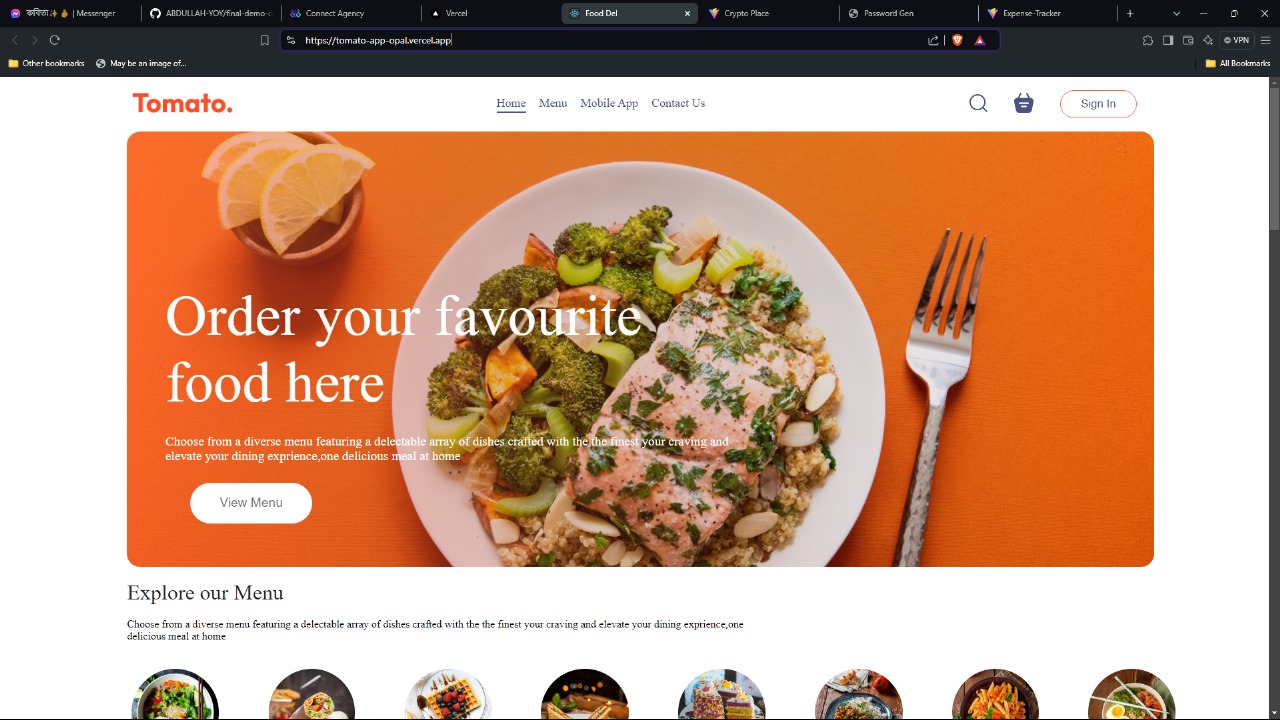 কবিতা✨🤞 | Messenger
ABDULLAH-YOY/final-demo-c
Connect Agency
Vercel
Food Del
Crypto Place
Password Gen
Expense-Tracker
https://tomato-app-opal.vercel.app
VPN
Other bookmarks
May be an image of...
All Bookmarks
Tomato.
Home
Menu
Mobile App
Contact Us
Sign In
Order your favourite
food here
Choose from a diverse menu featuring a delectable array of dishes crafted with the the finest your craving and
elevate your dining exprience,one delicious meal at home
View Menu
Explore our Menu
Choose from a diverse menu featuring a delectable array of dishes crafted with the the finest your craving and elevate your dining exprience,one
delicious meal at home